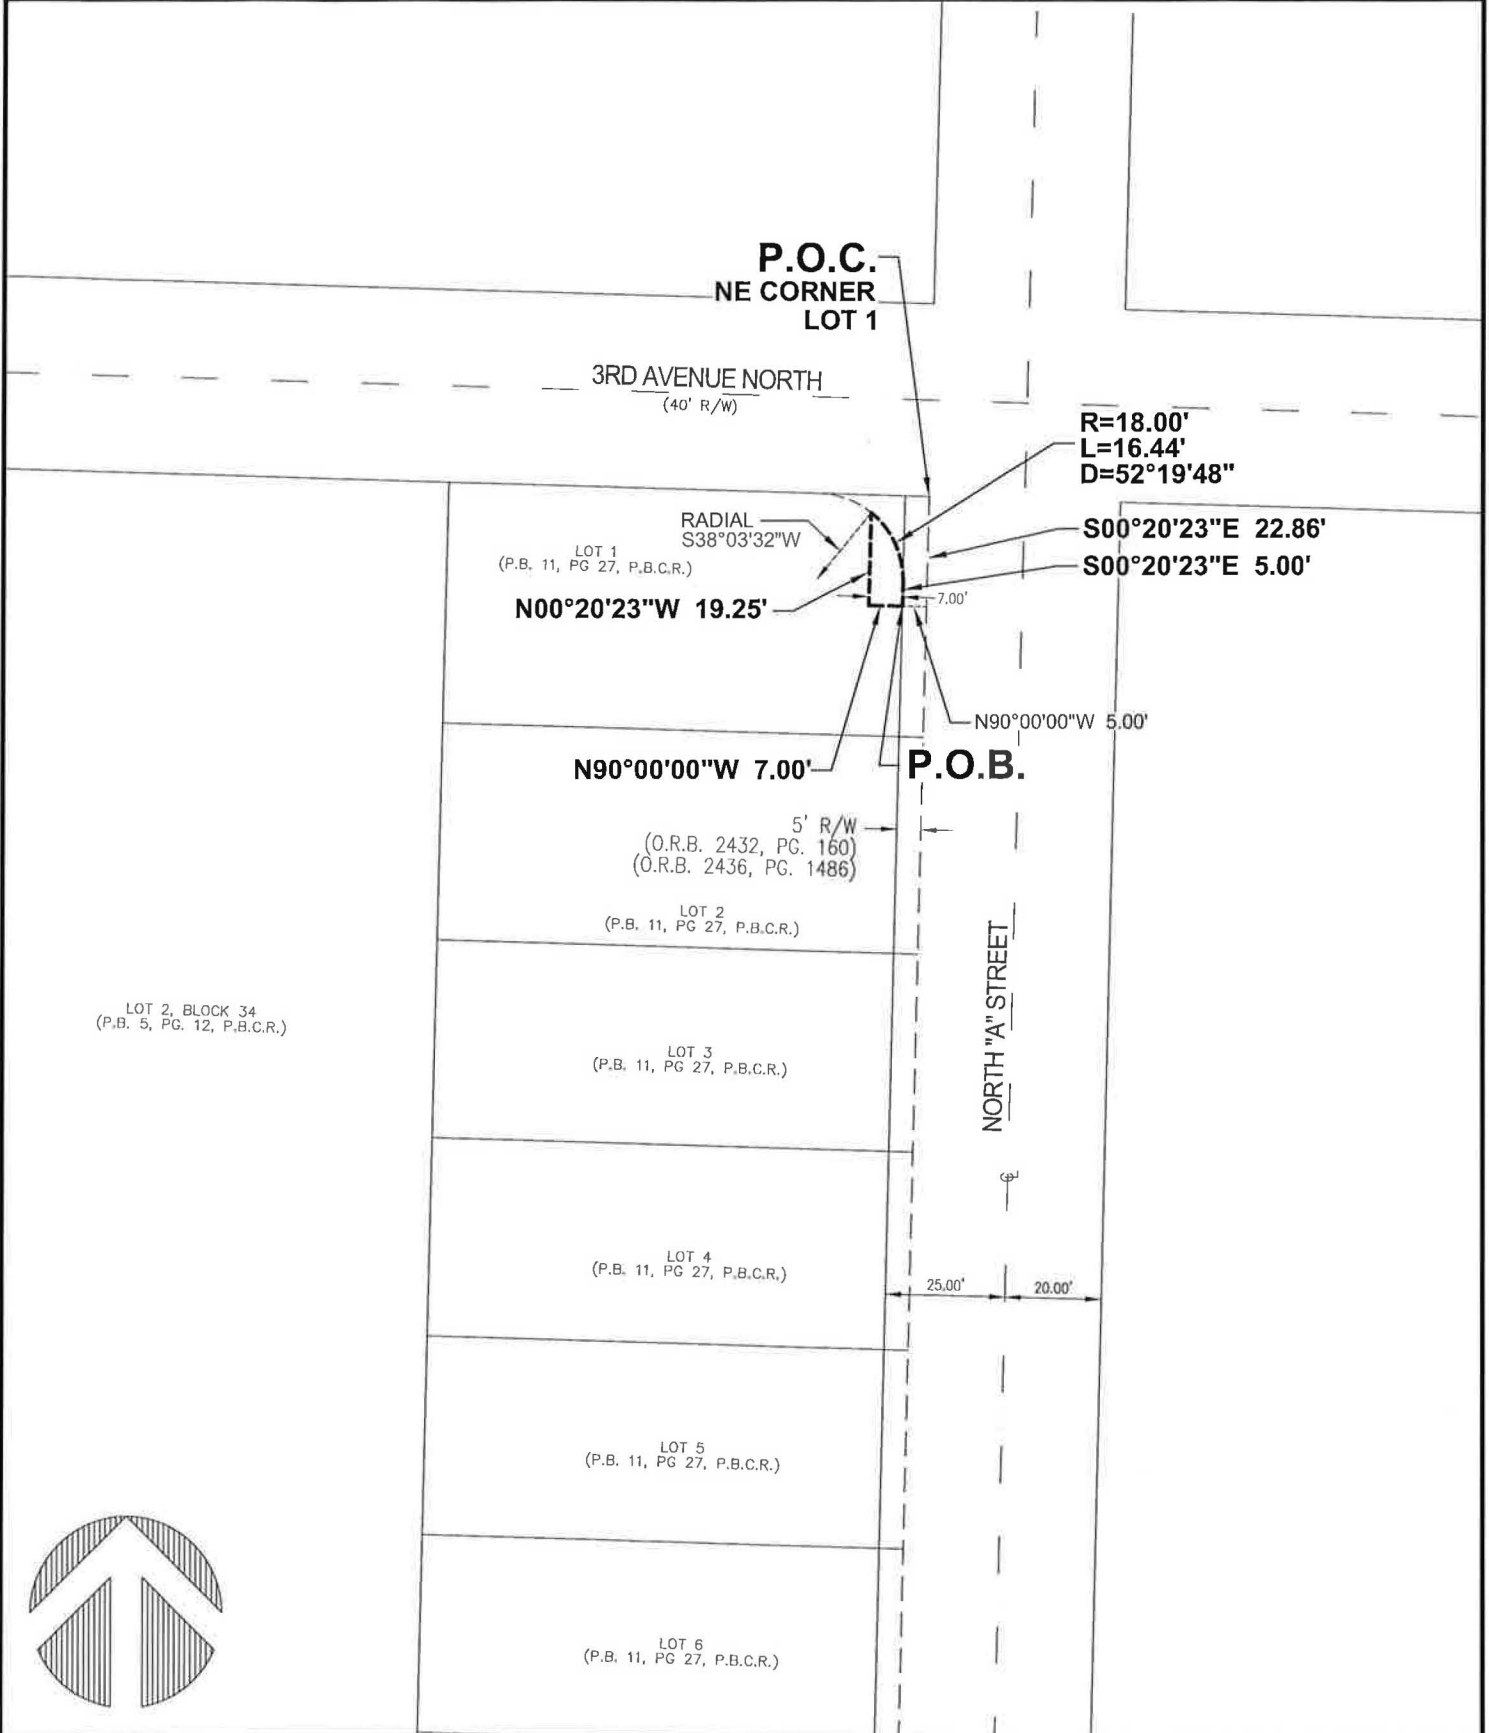 P.O.C.
NE CORNER
LOT 1
3RD AVENUE NORTH
(40' R/W)
R=18.00'
L=16.44'
D=52°19'48"
RADIAL
S38°03'32"W
S00°20'23"E 22.86'
S00°20'23"E 5.00'
LOT 1
(P.B. 11, PG 27, P.B.C.R.)
N00°20'23"W 19.25'
7.00'
N90°00'00"W 5.00'
N90°00'00"W 7.00'
P.O.B.
5' R/W
(O.R.B. 2432, PG. 160)
(O.R.B. 2436, PG. 1486)
LOT 2
(P.B. 11, PG 27, P.B.C.R.)
NORTH "A" STREET
LOT 2, BLOCK 34
(P.B. 5, PG. 12, P.B.C.R.)
LOT 3
(P.B. 11, PG 27, P.B.C.R.)
LOT 4
(P.B. 11, PG 27, P.B.C.R.)
25.00'
20.00'
LOT 5
(P.B. 11, PG 27, P.B.C.R.)
LOT 6
(P.B. 11, PG 27, P.B.C.R.)